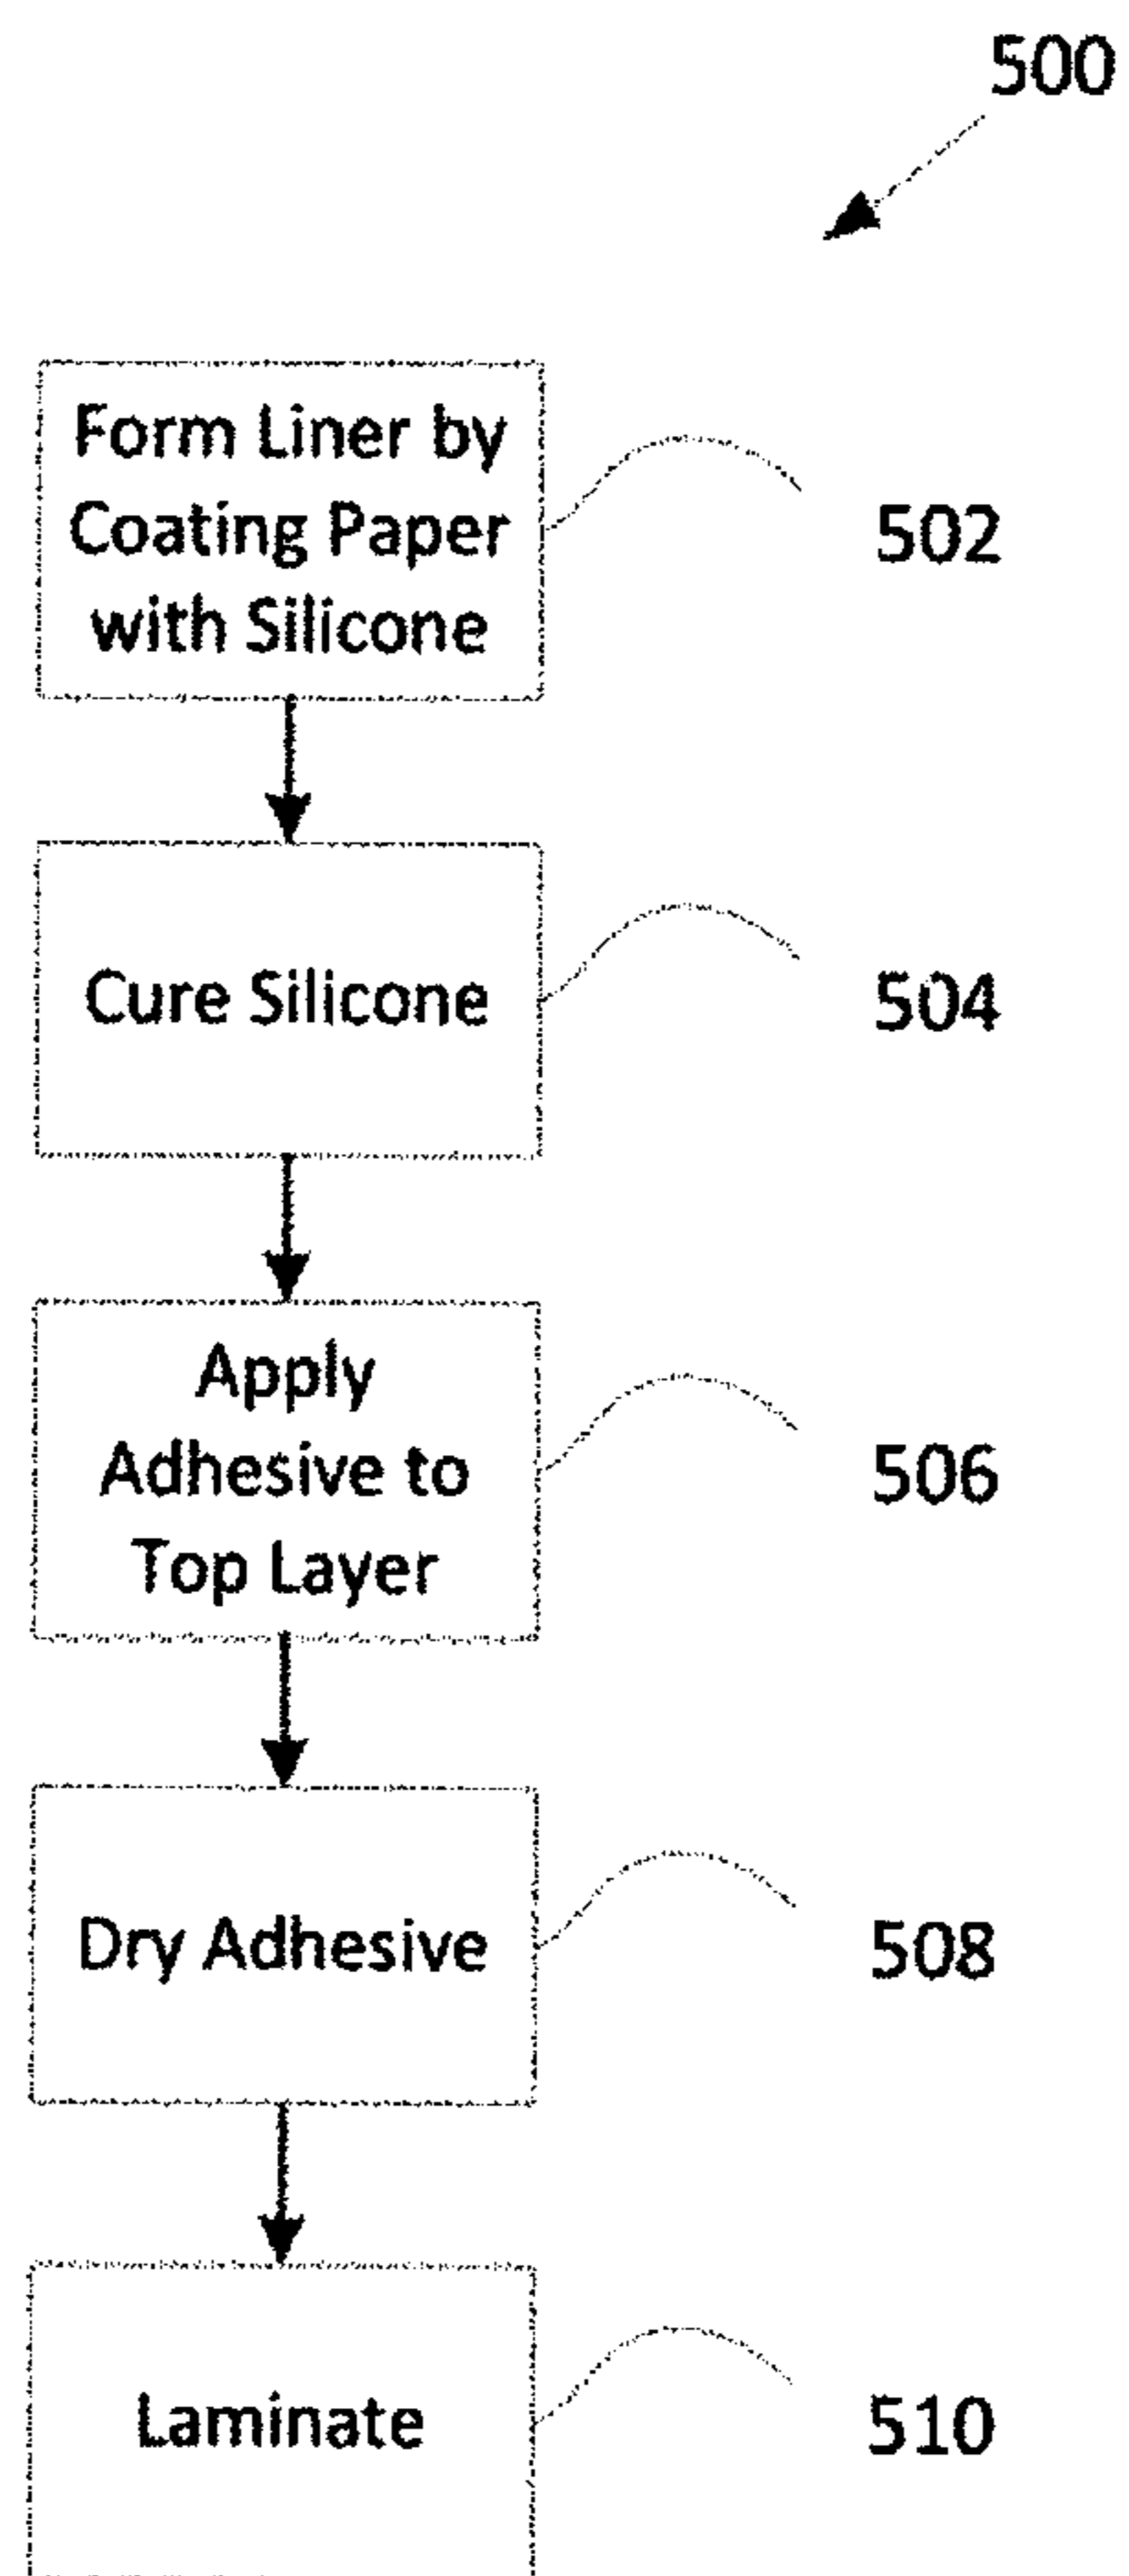 500
Form Liner by
Coating Paper
with Silicone
502
Cure Silicone
504
Apply
Adhesive to
Top Layer
506
Dry Adhesive
508
Laminate
510